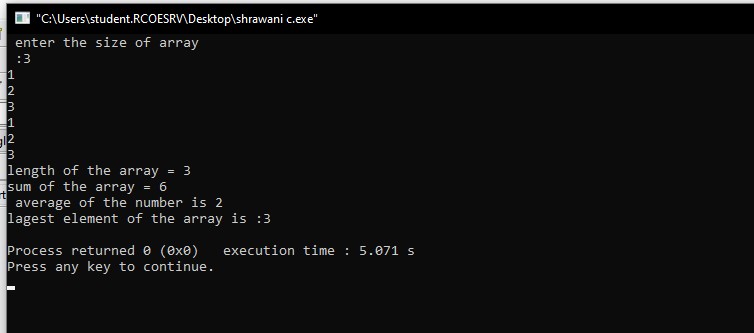 "C:\Users\student.RCOESRV\Desktop\shrawani c.exe"
enter the size of array
:3
1
2
3
1
2
3
length of the array = 3
sum of the array = 6
average of the number is 2
lagest element of the array is :3
Process returned 0 (0x0)   execution time : 5.071 s
Press any key to continue.